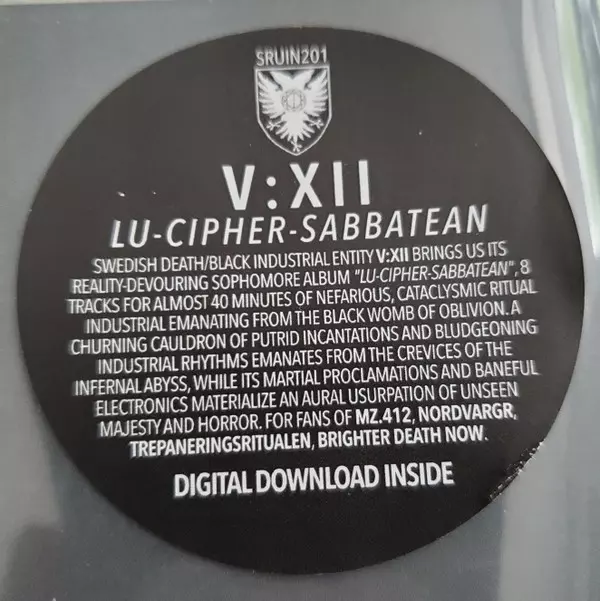 SRUIN201
V:XII
LU-CIPHER-SABBATEAN
SWEDISH DEATH/BLACK INDUSTRIAL ENTITY V:XII BRINGS US ITS
REALITY-DEVOURING SOPHOMORE ALBUM "LU-CIPHER-SABBATEAN", 8
TRACKS FOR ALMOST 40 MINUTES OF NEFARIOUS, CATACLYSMIC RITUAL
INDUSTRIAL EMANATING FROM THE BLACK WOMB OF OBLIVION. A
CHURNING CAULDRON OF PUTRID INCANTATIONS AND BLUDGEONING
INDUSTRIAL RHYTHMS EMANATES FROM THE CREVICES OF THE
INFERNAL ABYSS, WHILE ITS MARTIAL PROCLAMATIONS AND BANEFUL
ELECTRONICS MATERIALIZE AN AURAL USURPATION OF UNSEEN
MAJESTY AND HORROR. FOR FANS OF MZ.412, NORDVARGR,
TREPANERINGSRITUALEN, BRIGHTER DEATH NOW.
DIGITAL DOWNLOAD INSIDE